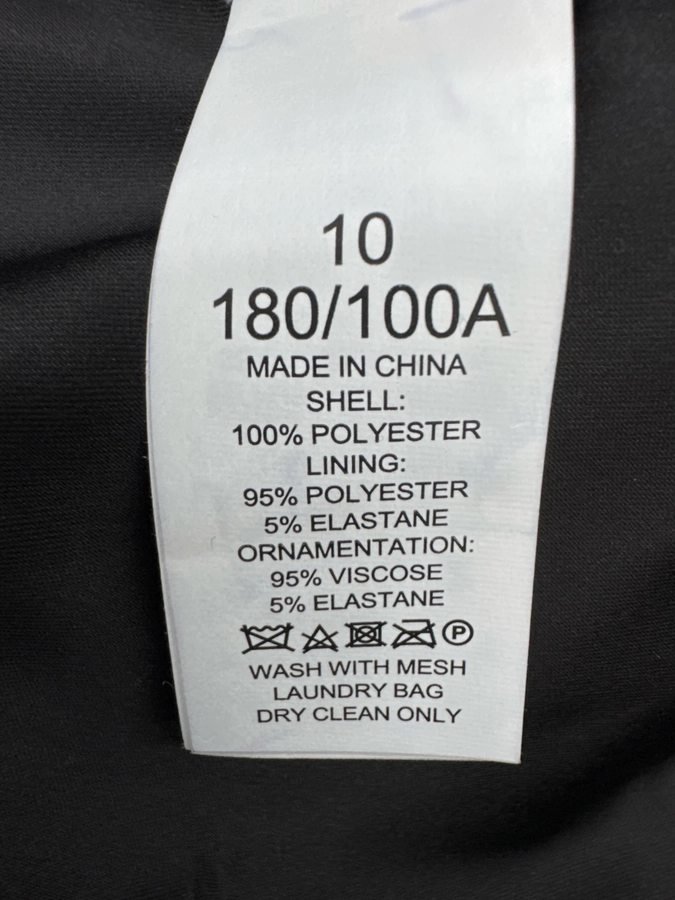 10
180/100A
MADE IN CHINA
SHELL:
100% POLYESTER
LINING:
95% POLYESTER
5% ELASTANE
ORNAMENTATION:
95% VISCOSE
5% ELASTANE
P
WASH WITH MESH
LAUNDRY BAG
DRY CLEAN ONLY